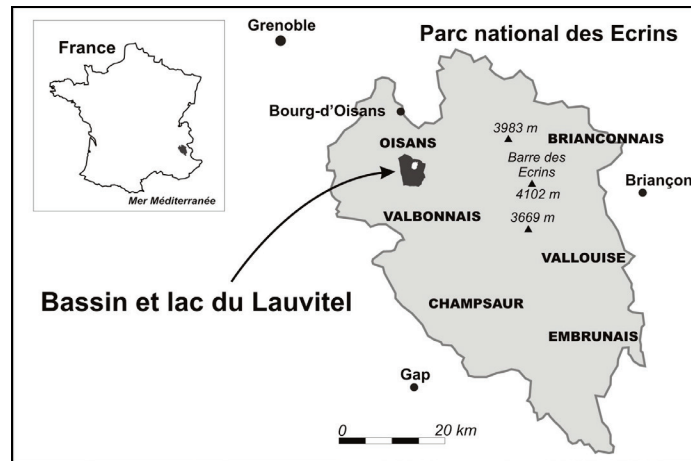 Grenoble
Parc national des Ecrins
France
Bourg-d'Oisans
3983 m
OISANS
BRIANCONNAIS
Barre des
Ecrins
4102 m
Briançon
Mer Méditerranée
VALBONNAIS
3669 m
VALLOUISE
Bassin et lac du Lauvitel
CHAMPSAUR
EMBRUNAIS
Gap
0 20 km